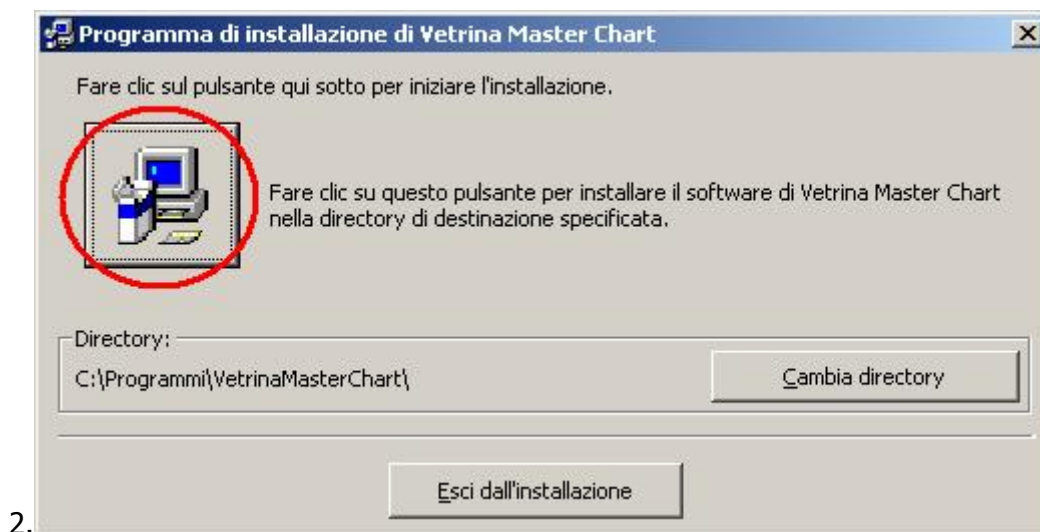 Programma di installazione di Vetrina Master Chart
Fare clic sul pulsante qui sotto per iniziare l'installazione.
Fare clic su questo pulsante per installare il software di Vetrina Master Chart
nella directory di destinazione specificata.
Directory:
C:\Programmi\VetrinaMasterChart\
Cambia directory
Esci dall'installazione
2.